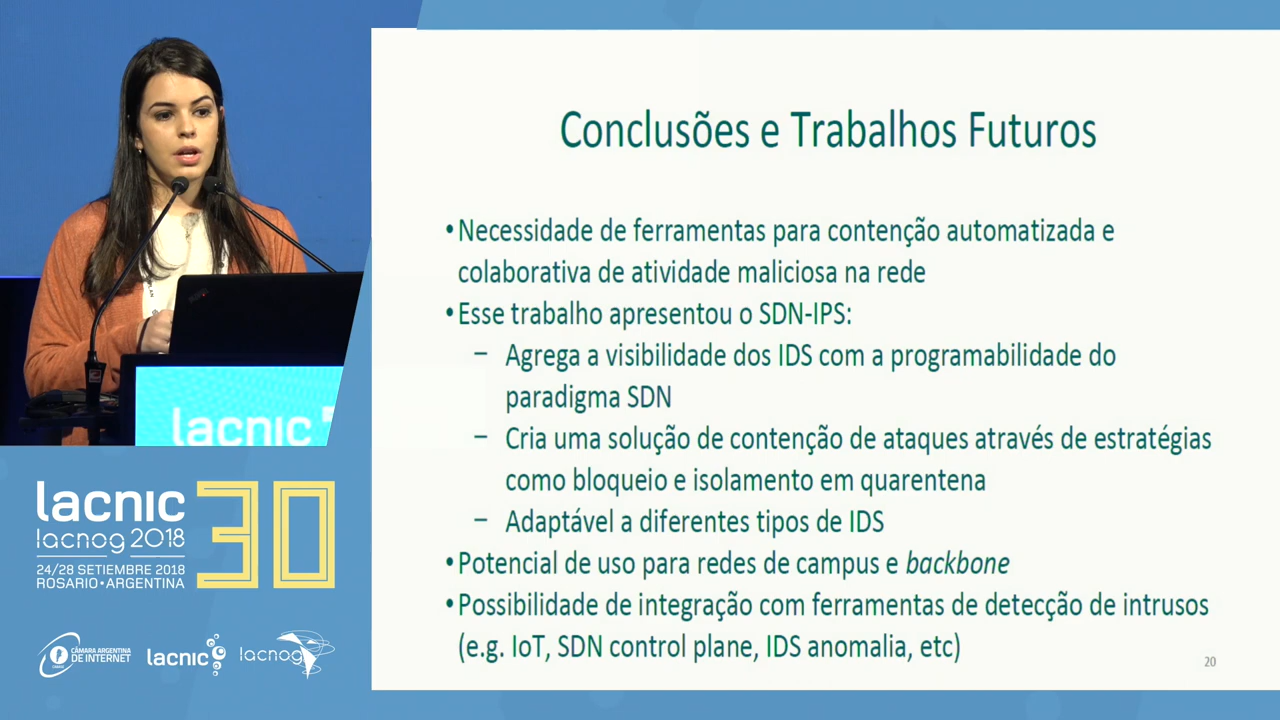 Conclusões e Trabalhos Futuros
•Necessidade de ferramentas para contenção automatizada e
colaborativa de atividade maliciosa na rede
•Esse trabalho apresentou o SDN-IPS:
– Agrega a visibilidade dos IDS com a programabilidade do
paradigma SDN
– Cria uma solução de contenção de ataques através de estratégias
como bloqueio e isolamento em quarentena
– Adaptável a diferentes tipos de IDS
•Potencial de uso para redes de campus e backbone
•Possibilidade de integração com ferramentas de detecção de intrusos
(e.g. IoT, SDN control plane, IDS anomalia, etc)
20
lacnic
lacnic 30
lacnog 2018
24/28 SETIEMBRE 2018
ROSARIO•ARGENTINA
CÁMARA ARGENTINA
DE INTERNET
lacnic
lacnog